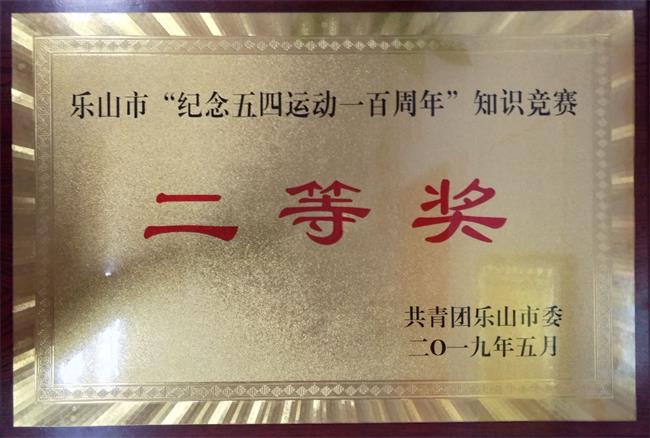 乐山市“纪念五四运动一百周年”知识竞赛
二等奖
共青团乐山市委
二O一九年五月